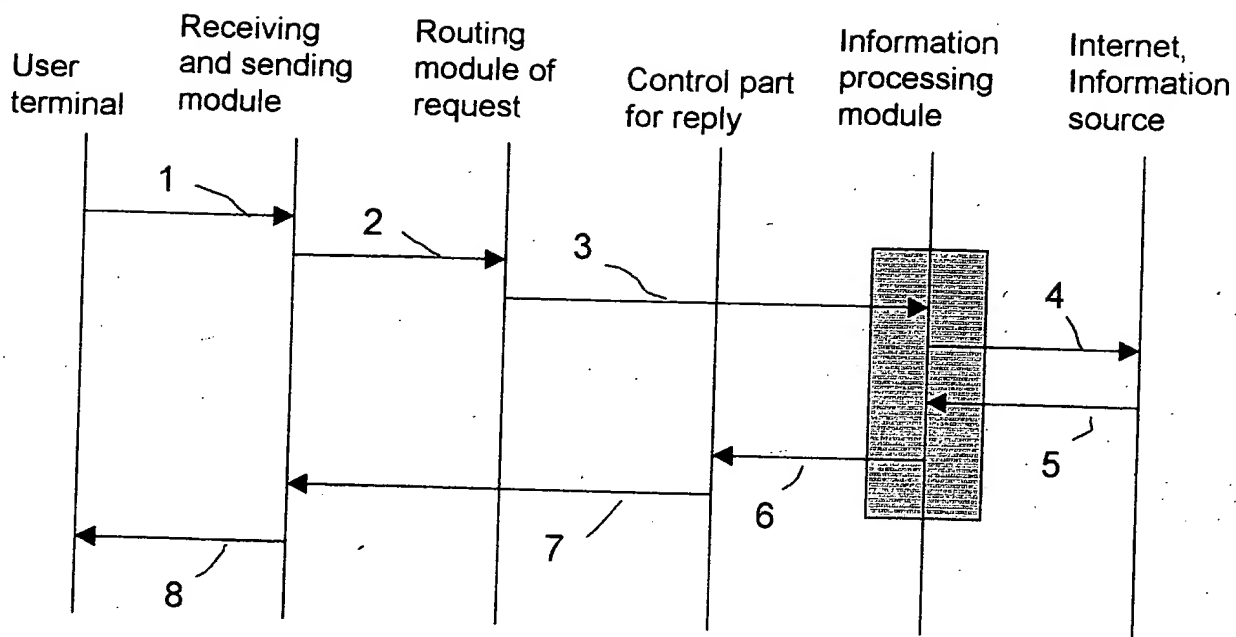 User
terminal
Receiving
and sending
module
Routing
module of
request
Control part
for reply
Information
processing
module
Internet,
Information
source
1
2
3
4
5
6
7
8